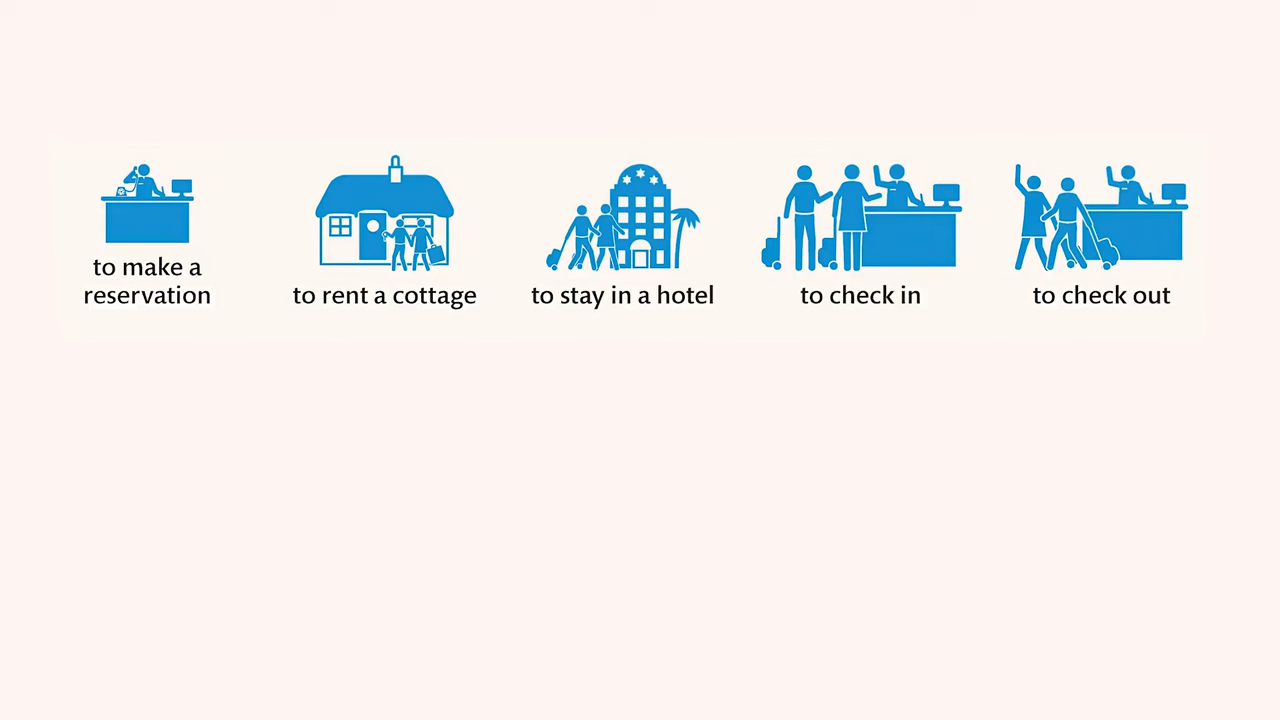 to make a
reservation
to rent a cottage
to stay in a hotel
to check in
to check out